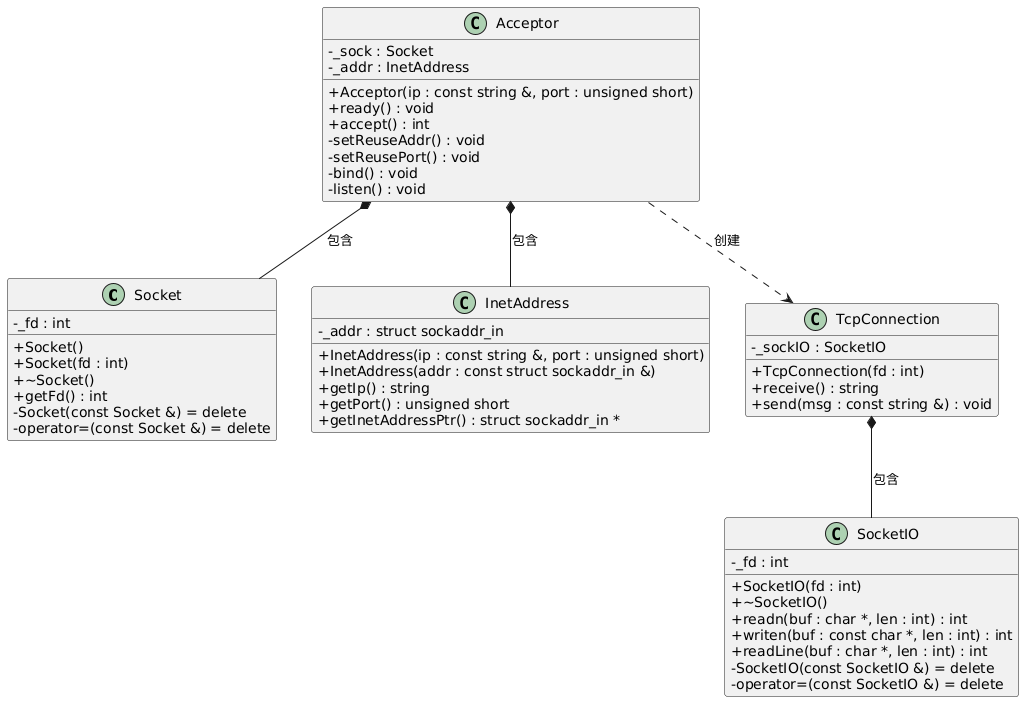 C Acceptor
-_sock : Socket
-_addr : InetAddress
+Acceptor(ip : const string &, port : unsigned short)
+ready() : void
+accept() : int
-setReuseAddr() : void
-setReusePort() : void
-bind() : void
-listen() : void
包含
包含
创建
C Socket
-_fd : int
+Socket()
+Socket(fd : int)
+~Socket()
+getFd() : int
-Socket(const Socket &) = delete
-operator=(const Socket &) = delete
C InetAddress
-_addr : struct sockaddr_in
+InetAddress(ip : const string &, port : unsigned short)
+InetAddress(addr : const struct sockaddr_in &)
+getIp() : string
+getPort() : unsigned short
+getInetAddressPtr() : struct sockaddr_in *
C TcpConnection
-_sockIO : SocketIO
+TcpConnection(fd : int)
+receive() : string
+send(msg : const string &) : void
包含
C SocketIO
-_fd : int
+SocketIO(fd : int)
+~SocketIO()
+readn(buf : char *, len : int) : int
+writen(buf : const char *, len : int) : int
+readLine(buf : char *, len : int) : int
-SocketIO(const SocketIO &) = delete
-operator=(const SocketIO &) = delete